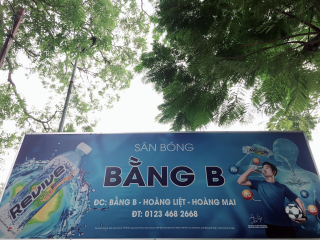 SÂN BÓNG
BẰNG B
ĐC: BẰNG B - HOÀNG LIỆT - HOÀNG MAI
ĐT: 0123 468 2668
Revive